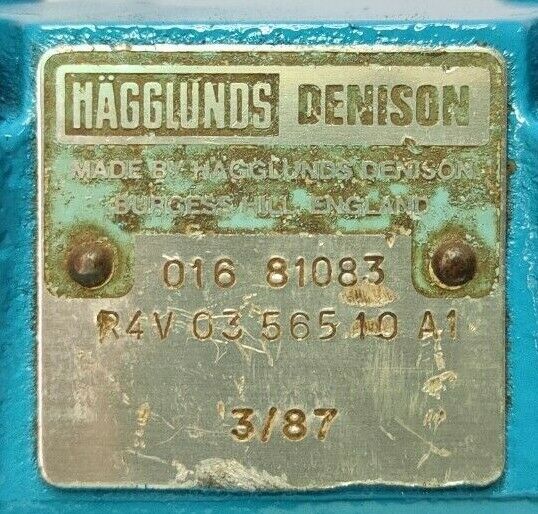 HÄGGLUNDS DENISON
MADE BY HÄGGLUNDS DENISON
BURGESS HILL ENGLAND
016 81083
R4V 03 565 10 A1
3/87